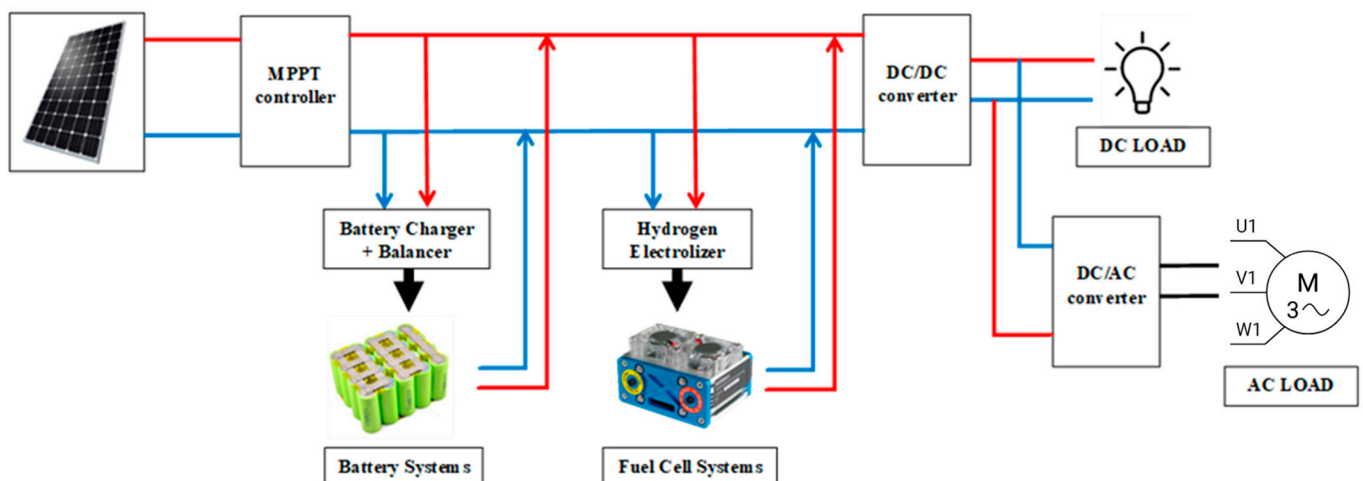 MPPT
controller
DC/DC
converter
DC LOAD
Battery Charger
+ Balancer
Hydrogen
Electrolizer
DC/AC
converter
U1
V1
W1
M
3~
AC LOAD
Battery Systems
Fuel Cell Systems